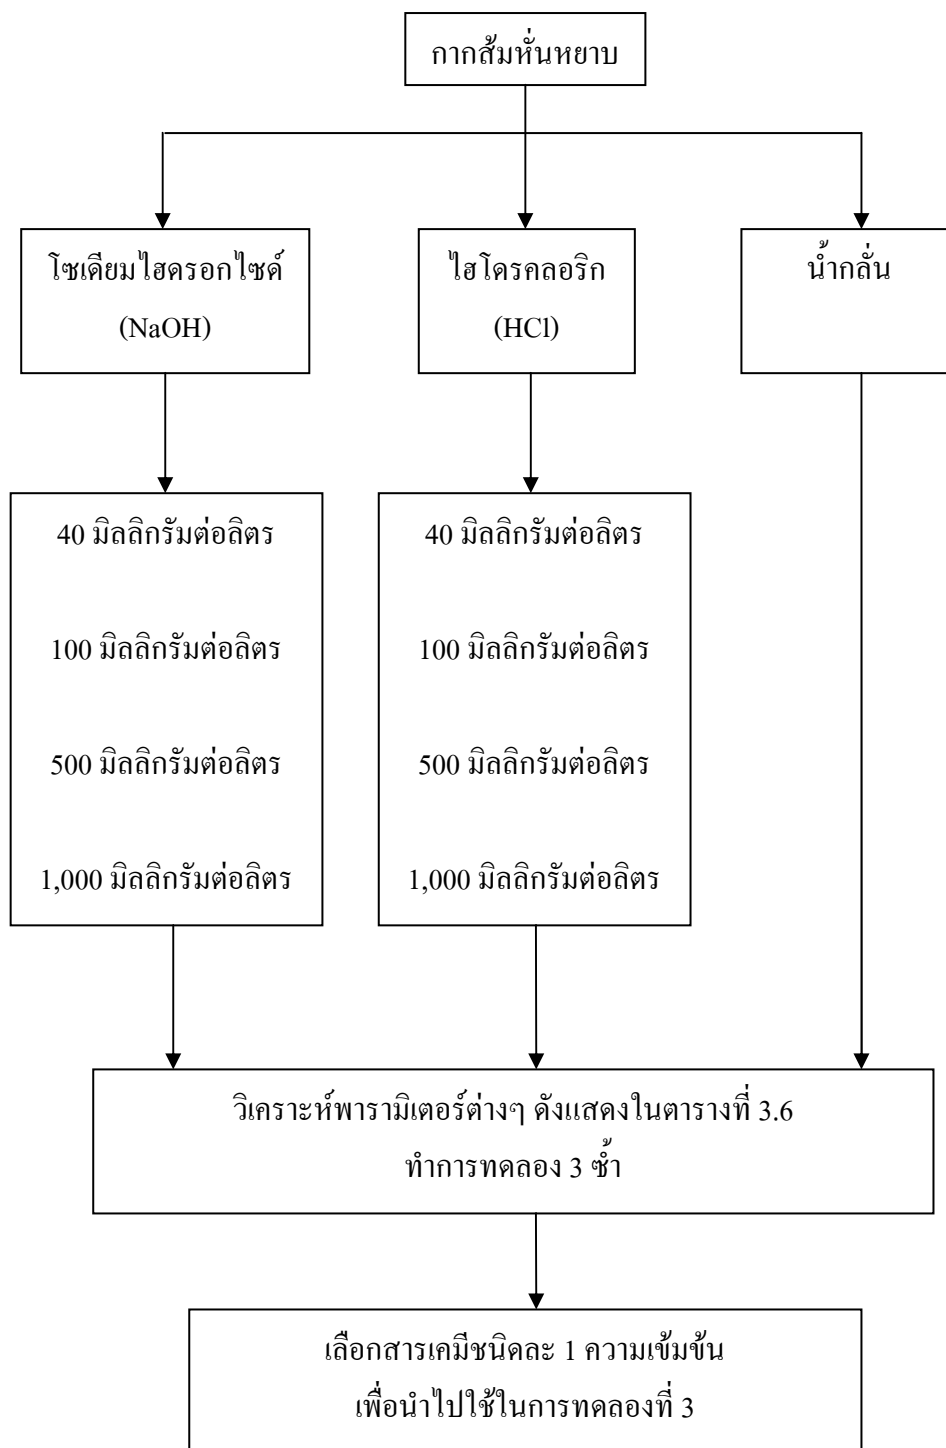 กากส้มหั่นหยาบ
โซเดียมไฮดรอกไซด์
(NaOH)
ไฮโดรคลอริก
(HCl)
น้ำกลั่น
40 มิลลิกรัมต่อลิตร
100 มิลลิกรัมต่อลิตร
500 มิลลิกรัมต่อลิตร
1,000 มิลลิกรัมต่อลิตร
40 มิลลิกรัมต่อลิตร
100 มิลลิกรัมต่อลิตร
500 มิลลิกรัมต่อลิตร
1,000 มิลลิกรัมต่อลิตร
วิเคราะห์พารามิเตอร์ต่างๆ ดังแสดงในตารางที่ 3.6
ทำการทดลอง 3 ซ้ำ
เลือกสารเคมีชนิดละ 1 ความเข้มข้น
เพื่อนำไปใช้ในการทดลองที่ 3